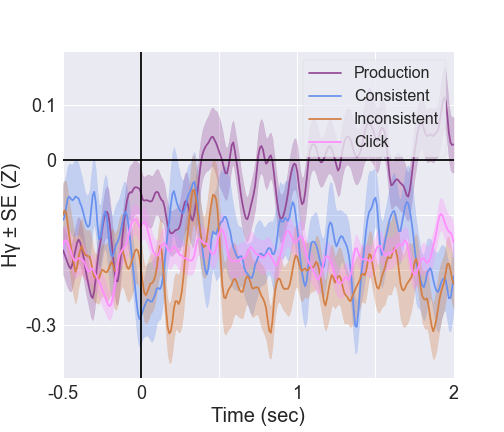 Production
Consistent
Inconsistent
Click
0.1
0
-0.3
Hγ ± SE (Z)
-0.5
0
1
2
Time (sec)